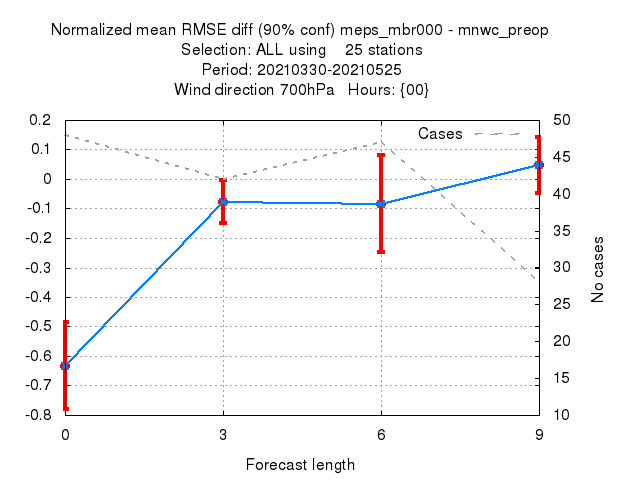 Normalized mean RMSE diff (90% conf) meps_mbr000 - mnwc_preop
Selection: ALL using    25 stations
Period: 20210330-20210525
Wind direction 700hPa   Hours: {00}
Cases
0.2
0.1
0
-0.1
-0.2
-0.3
-0.4
-0.5
-0.6
-0.7
-0.8
50
45
40
35
30
25
20
15
10
No cases
0 3 6 9
Forecast length